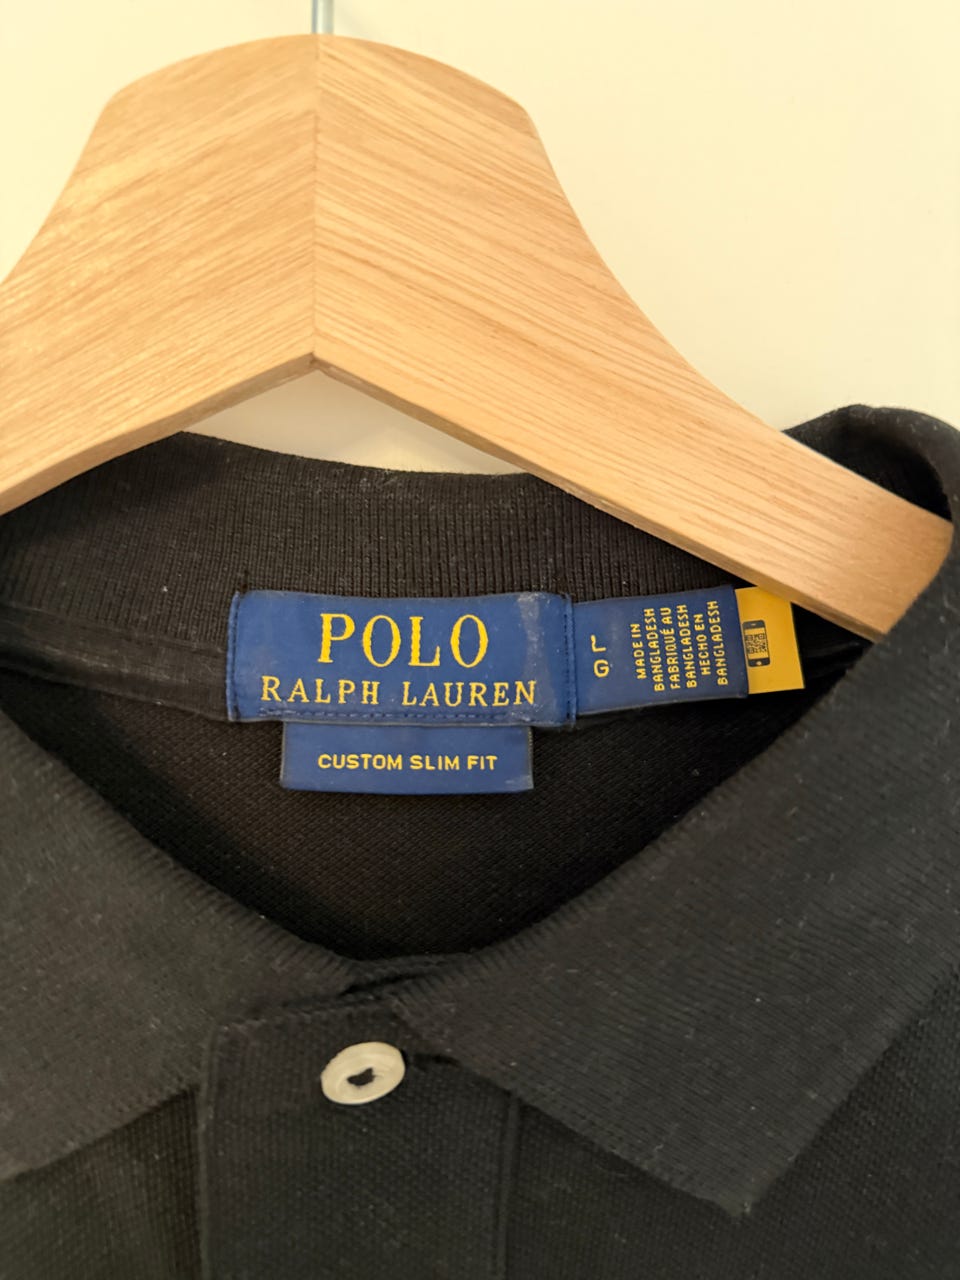 POLO
RALPH LAUREN
CUSTOM SLIM FIT
L
G
MADE IN
BANGLADESH
FABRIQUÉ AU
BANGLADESH
HECHO EN
BANGLADESH